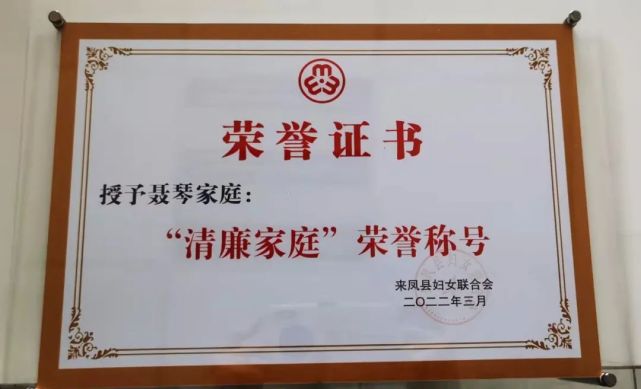 荣誉证书
授予聂琴家庭：
“清廉家庭”荣誉称号
来凤县妇女联合会
二〇二二年三月